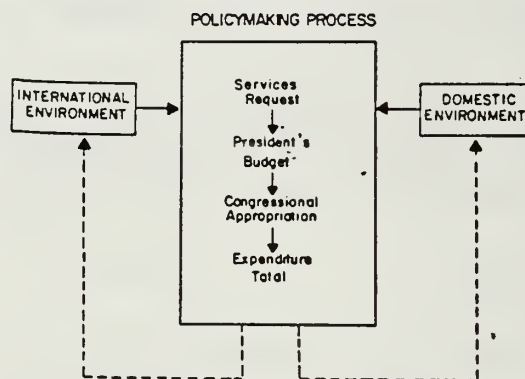 POLICYMAKING PROCESS
INTERNATIONAL
ENVIRONMENT
Services
Request
President's
Budget
Congressional
Appropriation
Expenditure
Total
DOMESTIC
ENVIRONMENT